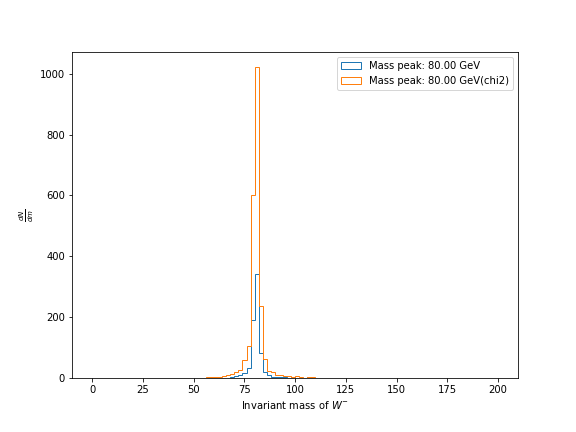 Mass peak: 80.00 GeV
Mass peak: 80.00 GeV(chi2)
1000
800
600
400
200
0
dN
dm
0 25 50 75 100 125 150 175 200
Invariant mass of W⁻